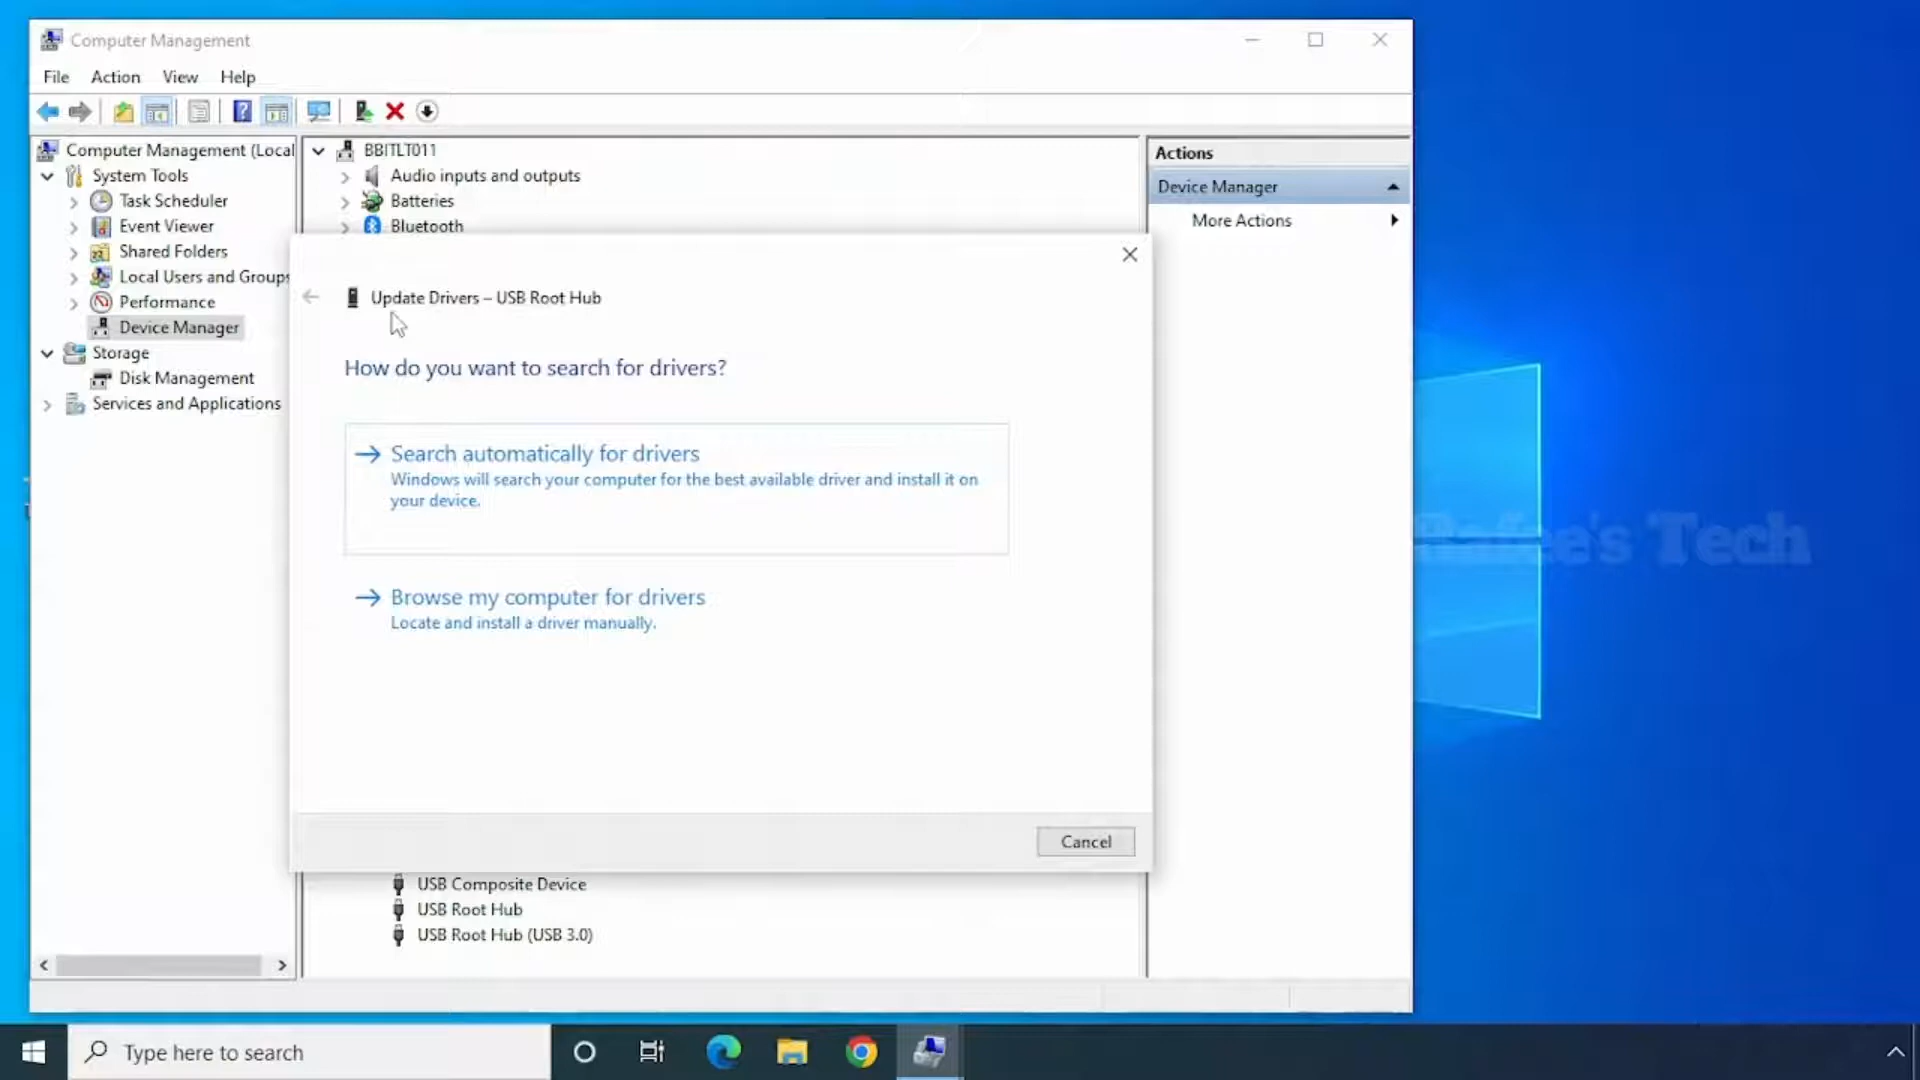 Computer Management
File Action View Help
Computer Management (Local
System Tools
Task Scheduler
Event Viewer
Shared Folders
Local Users and Groups
Performance
Device Manager
Storage
Disk Management
Services and Applications
BBITLT011
Audio inputs and outputs
Batteries
Bluetooth
Update Drivers – USB Root Hub
How do you want to search for drivers?
Search automatically for drivers
Windows will search your computer for the best available driver and install it on
your device.
Browse my computer for drivers
Locate and install a driver manually.
Cancel
USB Composite Device
USB Root Hub
USB Root Hub (USB 3.0)
Actions
Device Manager
More Actions
Tech
Type here to search